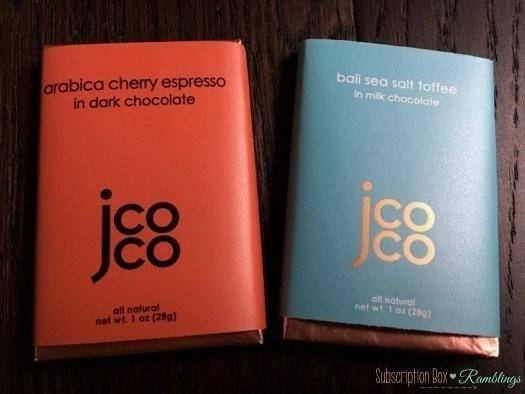 arabica cherry espresso
in dark chocolate
jco
co
all natural
net wt. 1 oz (28g)
bali sea salt toffee
in milk chocolate
jco
co
all natural
net wt. 1 oz (28g)
Subscription Box Ramblings